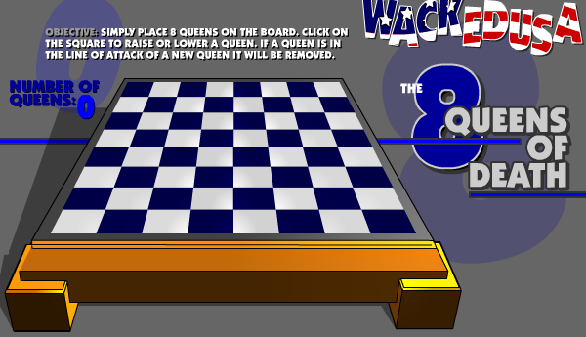 WACKEDUSA
OBJECTIVE: SIMPLY PLACE 8 QUEENS ON THE BOARD. CLICK ON
THE SQUARE TO RAISE OR LOWER A QUEEN. IF A QUEEN IS IN
THE LINE OF ATTACK OF A NEW QUEEN IT WILL BE REMOVED.
NUMBER OF
QUEENS: 0
THE 8
QUEENS
OF
DEATH